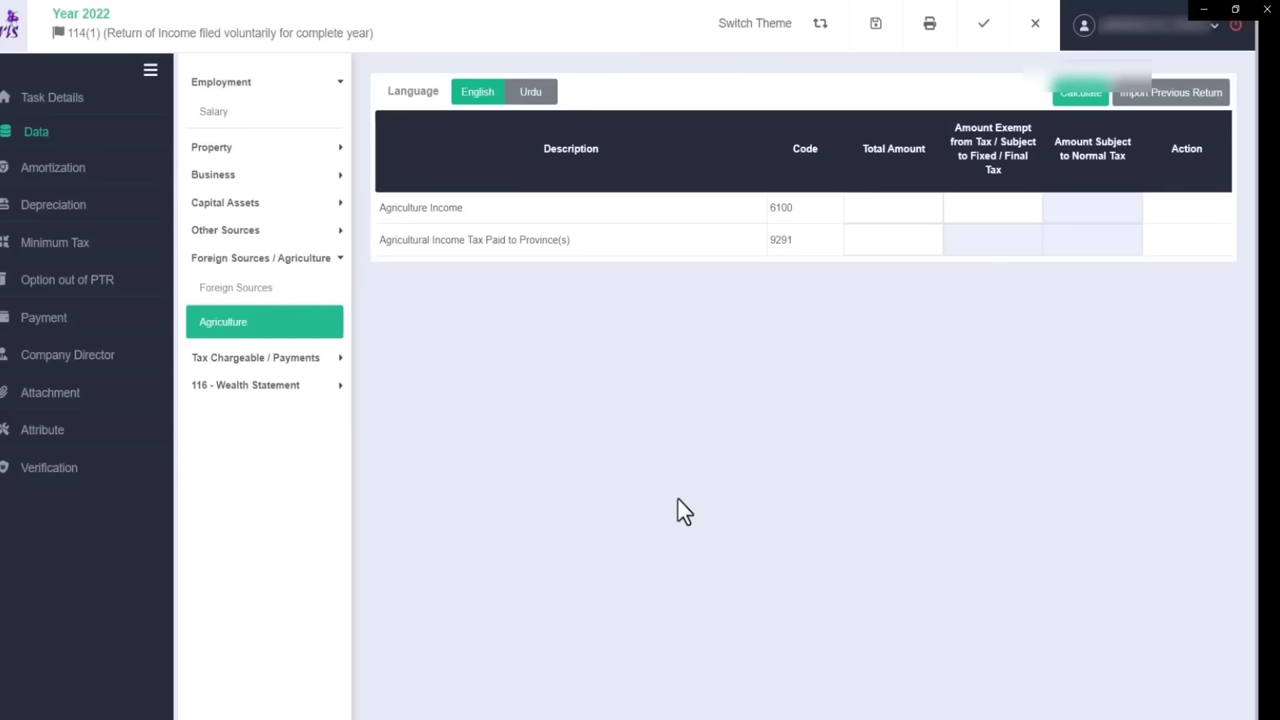 Year 2022
114(1) (Return of Income filed voluntarily for complete year)
Switch Theme
Task Details
Data
Amortization
Depreciation
Minimum Tax
Option out of PTR
Payment
Company Director
Attachment
Attribute
Verification
Employment
Salary
Property
Business
Capital Assets
Other Sources
Foreign Sources / Agriculture
Foreign Sources
Agriculture
Tax Chargeable / Payments
116 - Wealth Statement
Language English Urdu
Calculate Import Previous Return
Description Code Total Amount Amount Exempt from Tax / Subject to Fixed / Final Tax Amount Subject to Normal Tax Action
Agriculture Income 6100
Agricultural Income Tax Paid to Province(s) 9291